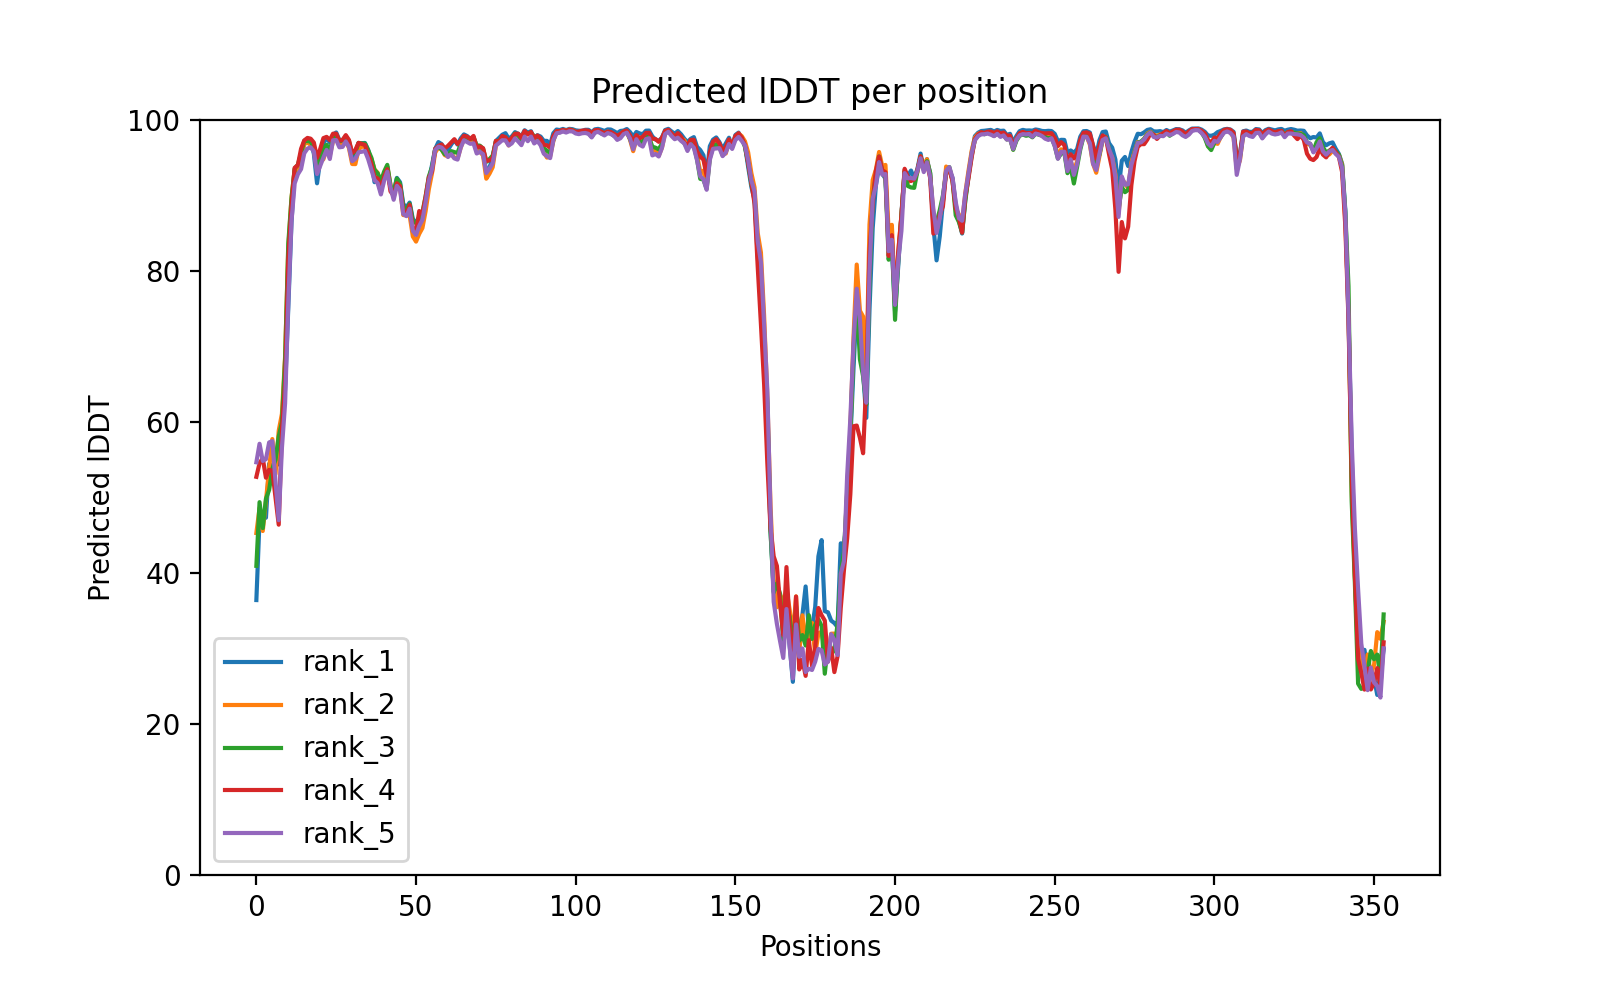 Predicted lDDT per position
100
80
60
40
20
0
Predicted lDDT
rank_1
rank_2
rank_3
rank_4
rank_5
0 50 100 150 200 250 300 350
Positions